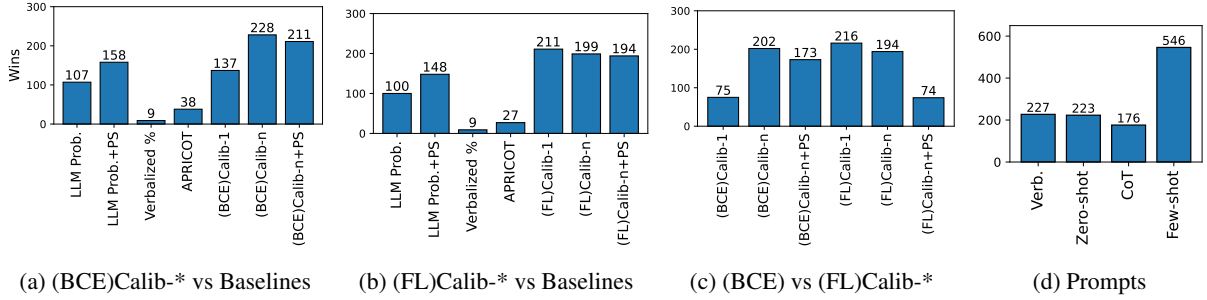 Wins
300
200
100
0
107
158
9
38
137
228
211
LLM Prob.
LLM Prob.+PS
Verbalized %
APRICOT
(BCE)Calib-1
(BCE)Calib-n
(BCE)Calib-n+PS
(a) (BCE)Calib-* vs Baselines
300
200
100
0
100
148
9
27
211
199
194
LLM Prob.
LLM Prob.+PS
Verbalized %
APRICOT
(FL)Calib-1
(FL)Calib-n
(FL)Calib-n+PS
(b) (FL)Calib-* vs Baselines
300
200
100
0
75
202
173
216
194
74
(BCE)Calib-1
(BCE)Calib-n
(BCE)Calib-n+PS
(FL)Calib-1
(FL)Calib-n
(FL)Calib-n+PS
(c) (BCE) vs (FL)Calib-*
600
400
200
0
227
223
176
546
Verb.
Zero-shot
CoT
Few-shot
(d) Prompts